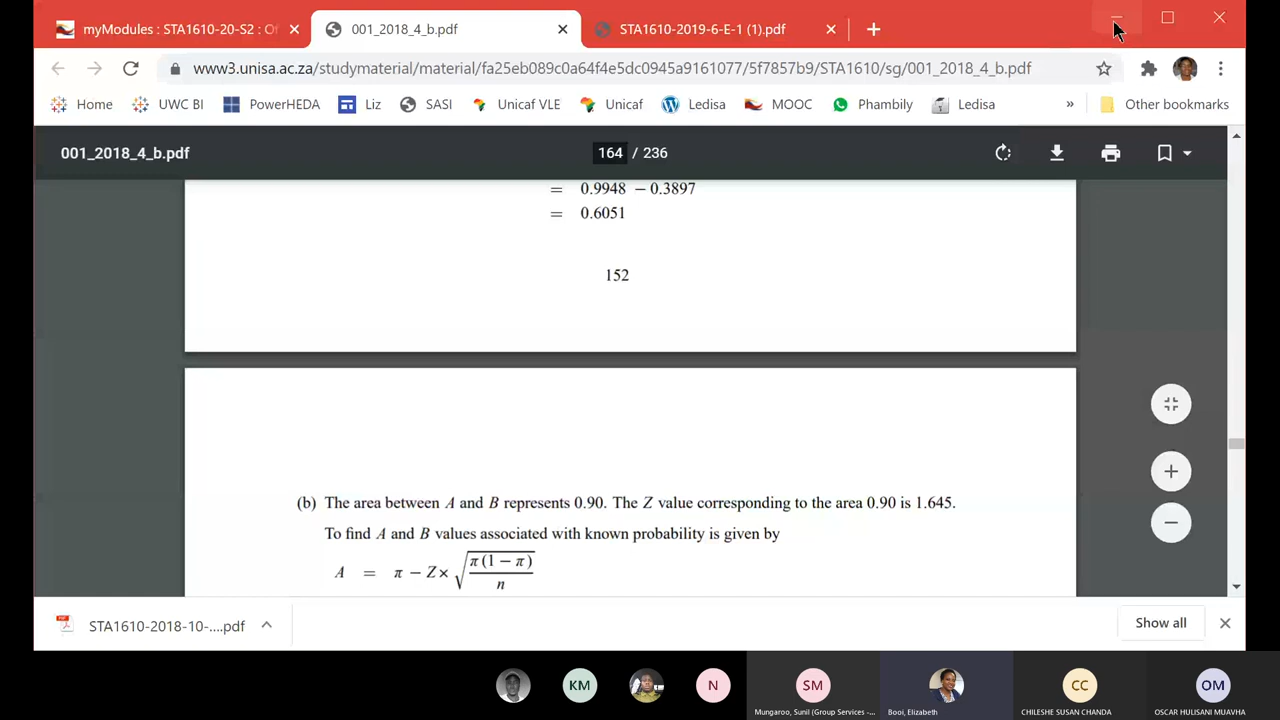 myModules : STA1610-20-S2 : Of
001_2018_4_b.pdf
STA1610-2019-6-E-1 (1).pdf
www3.unisa.ac.za/studymaterial/material/fa25eb089c0a64f4e5dc0945a9161077/5f7857b9/STA1610/sg/001_2018_4_b.pdf
Home
UWC BI
PowerHEDA
Liz
SASI
Unicaf VLE
Unicaf
Ledisa
MOOC
Phambily
Ledisa
»
Other bookmarks
001_2018_4_b.pdf
164 / 236
= 0.9948 − 0.3897
= 0.6051
152
(b) The area between A and B represents 0.90. The Z value corresponding to the area 0.90 is 1.645.
To find A and B values associated with known probability is given by
A = π − Z× √ π (1 − π) / n
STA1610-2018-10-....pdf
Show all
KM
N
SM
CC
OM
Mungaroo, Sunil (Group Services -...
Booi, Elizabeth
CHILESHE SUSAN CHANDA
OSCAR HULISANI MUAVHA